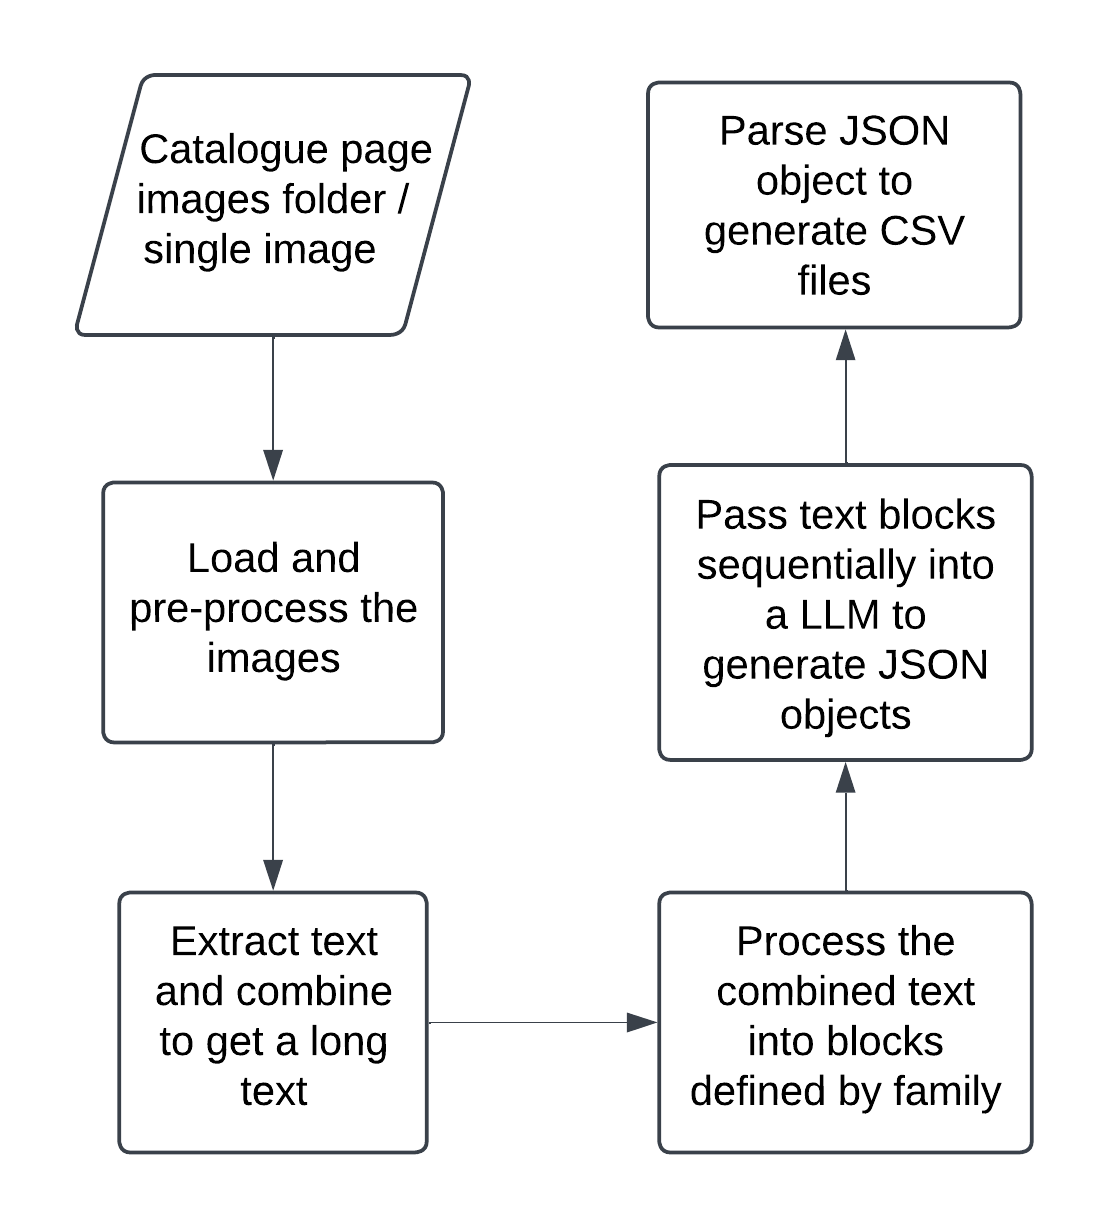 Catalogue page
images folder /
single image
Load and
pre-process the
images
Extract text
and combine
to get a long
text
Process the
combined text
into blocks
defined by family
Pass text blocks
sequentially into
a LLM to
generate JSON
objects
Parse JSON
object to
generate CSV
files